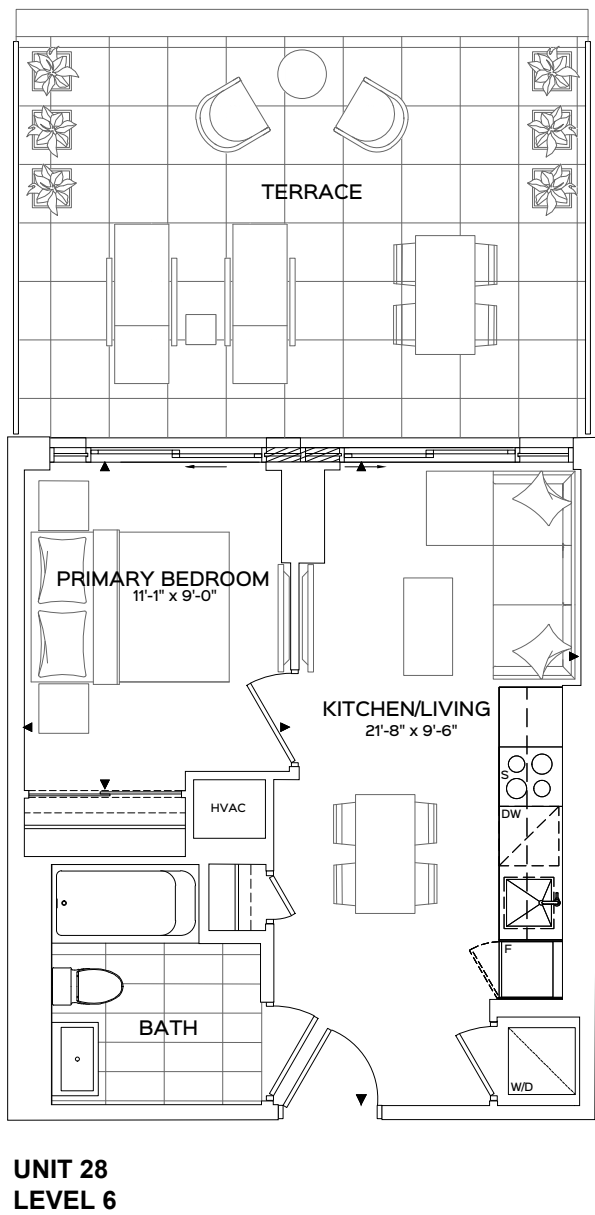 TERRACE
PRIMARY BEDROOM
11'-1" x 9'-0"
KITCHEN/LIVING
21'-8" x 9'-6"
S
HVAC
DW
F
BATH
W/D
UNIT 28
LEVEL 6